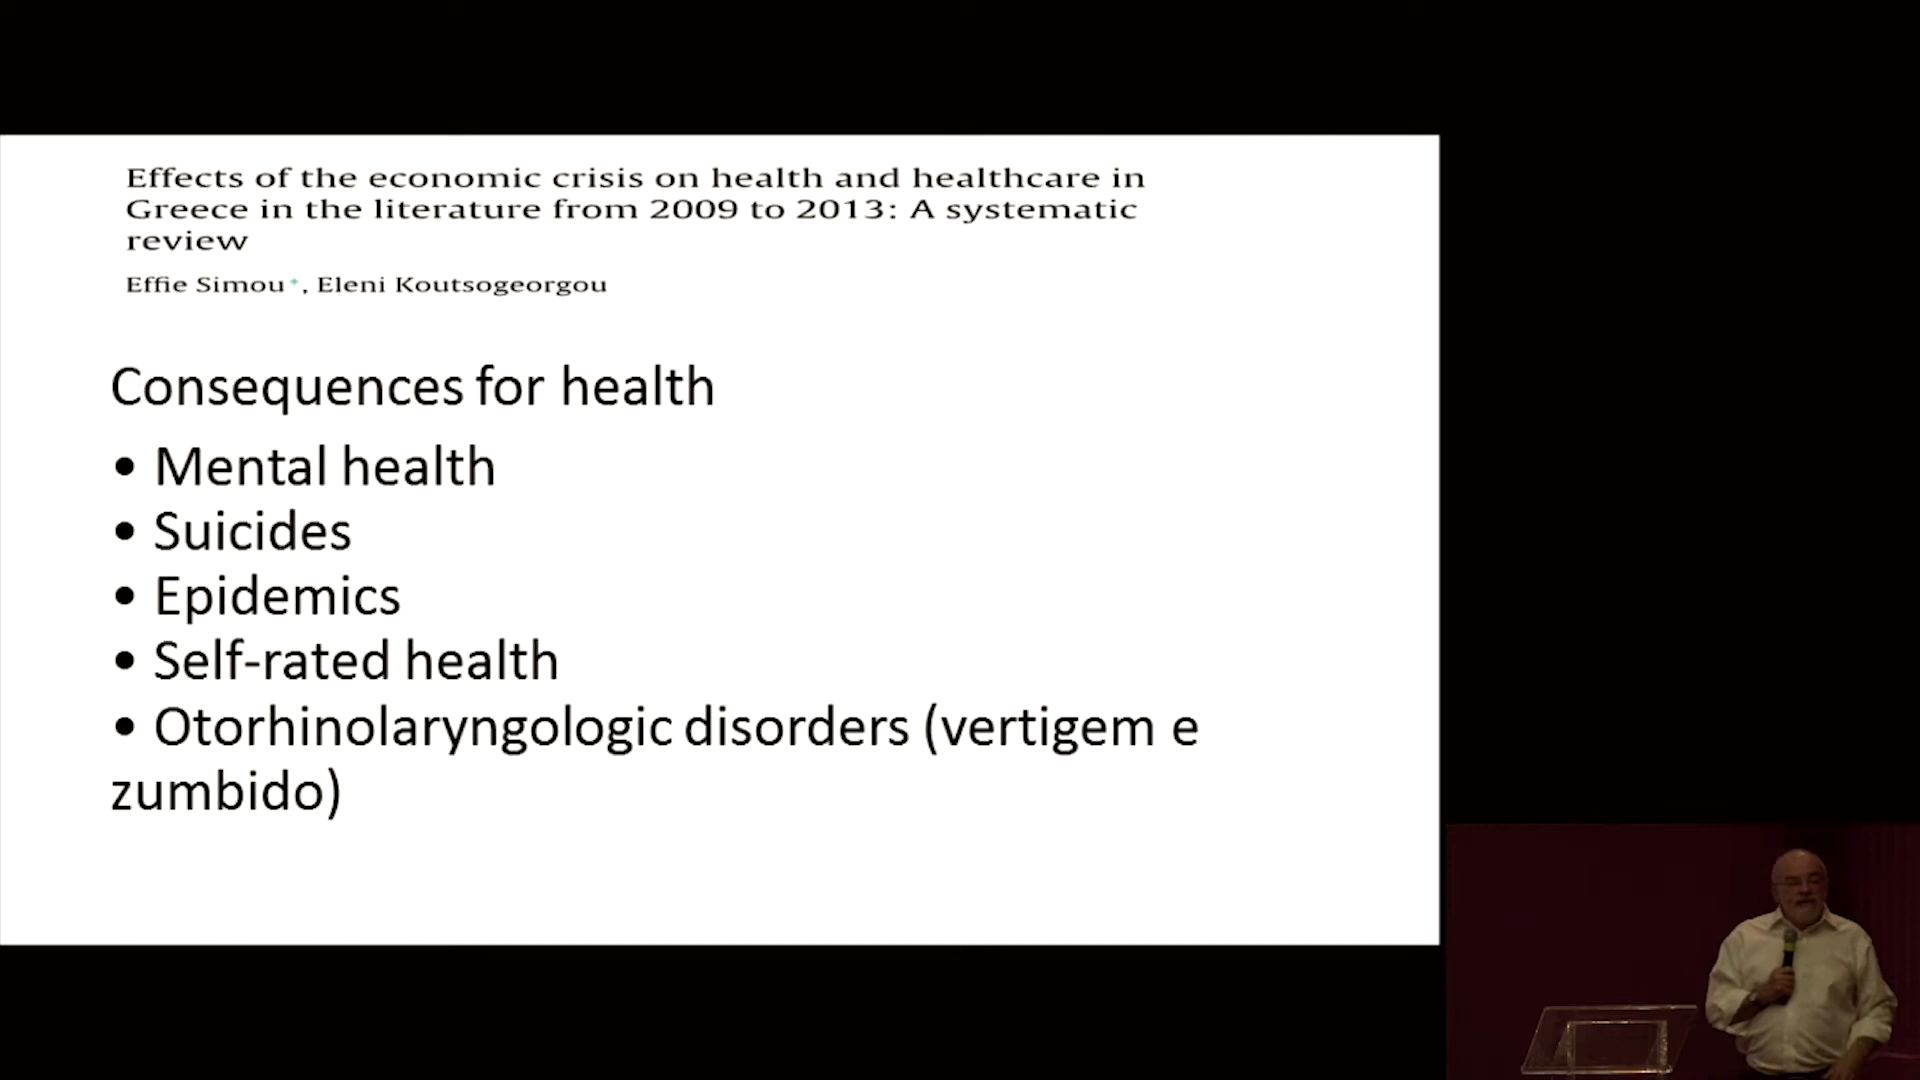 Effects of the economic crisis on health and healthcare in
Greece in the literature from 2009 to 2013: A systematic
review
Effie Simou*, Eleni Koutsogeorgou
Consequences for health
• Mental health
• Suicides
• Epidemics
• Self-rated health
• Otorhinolaryngologic disorders (vertigem e
zumbido)